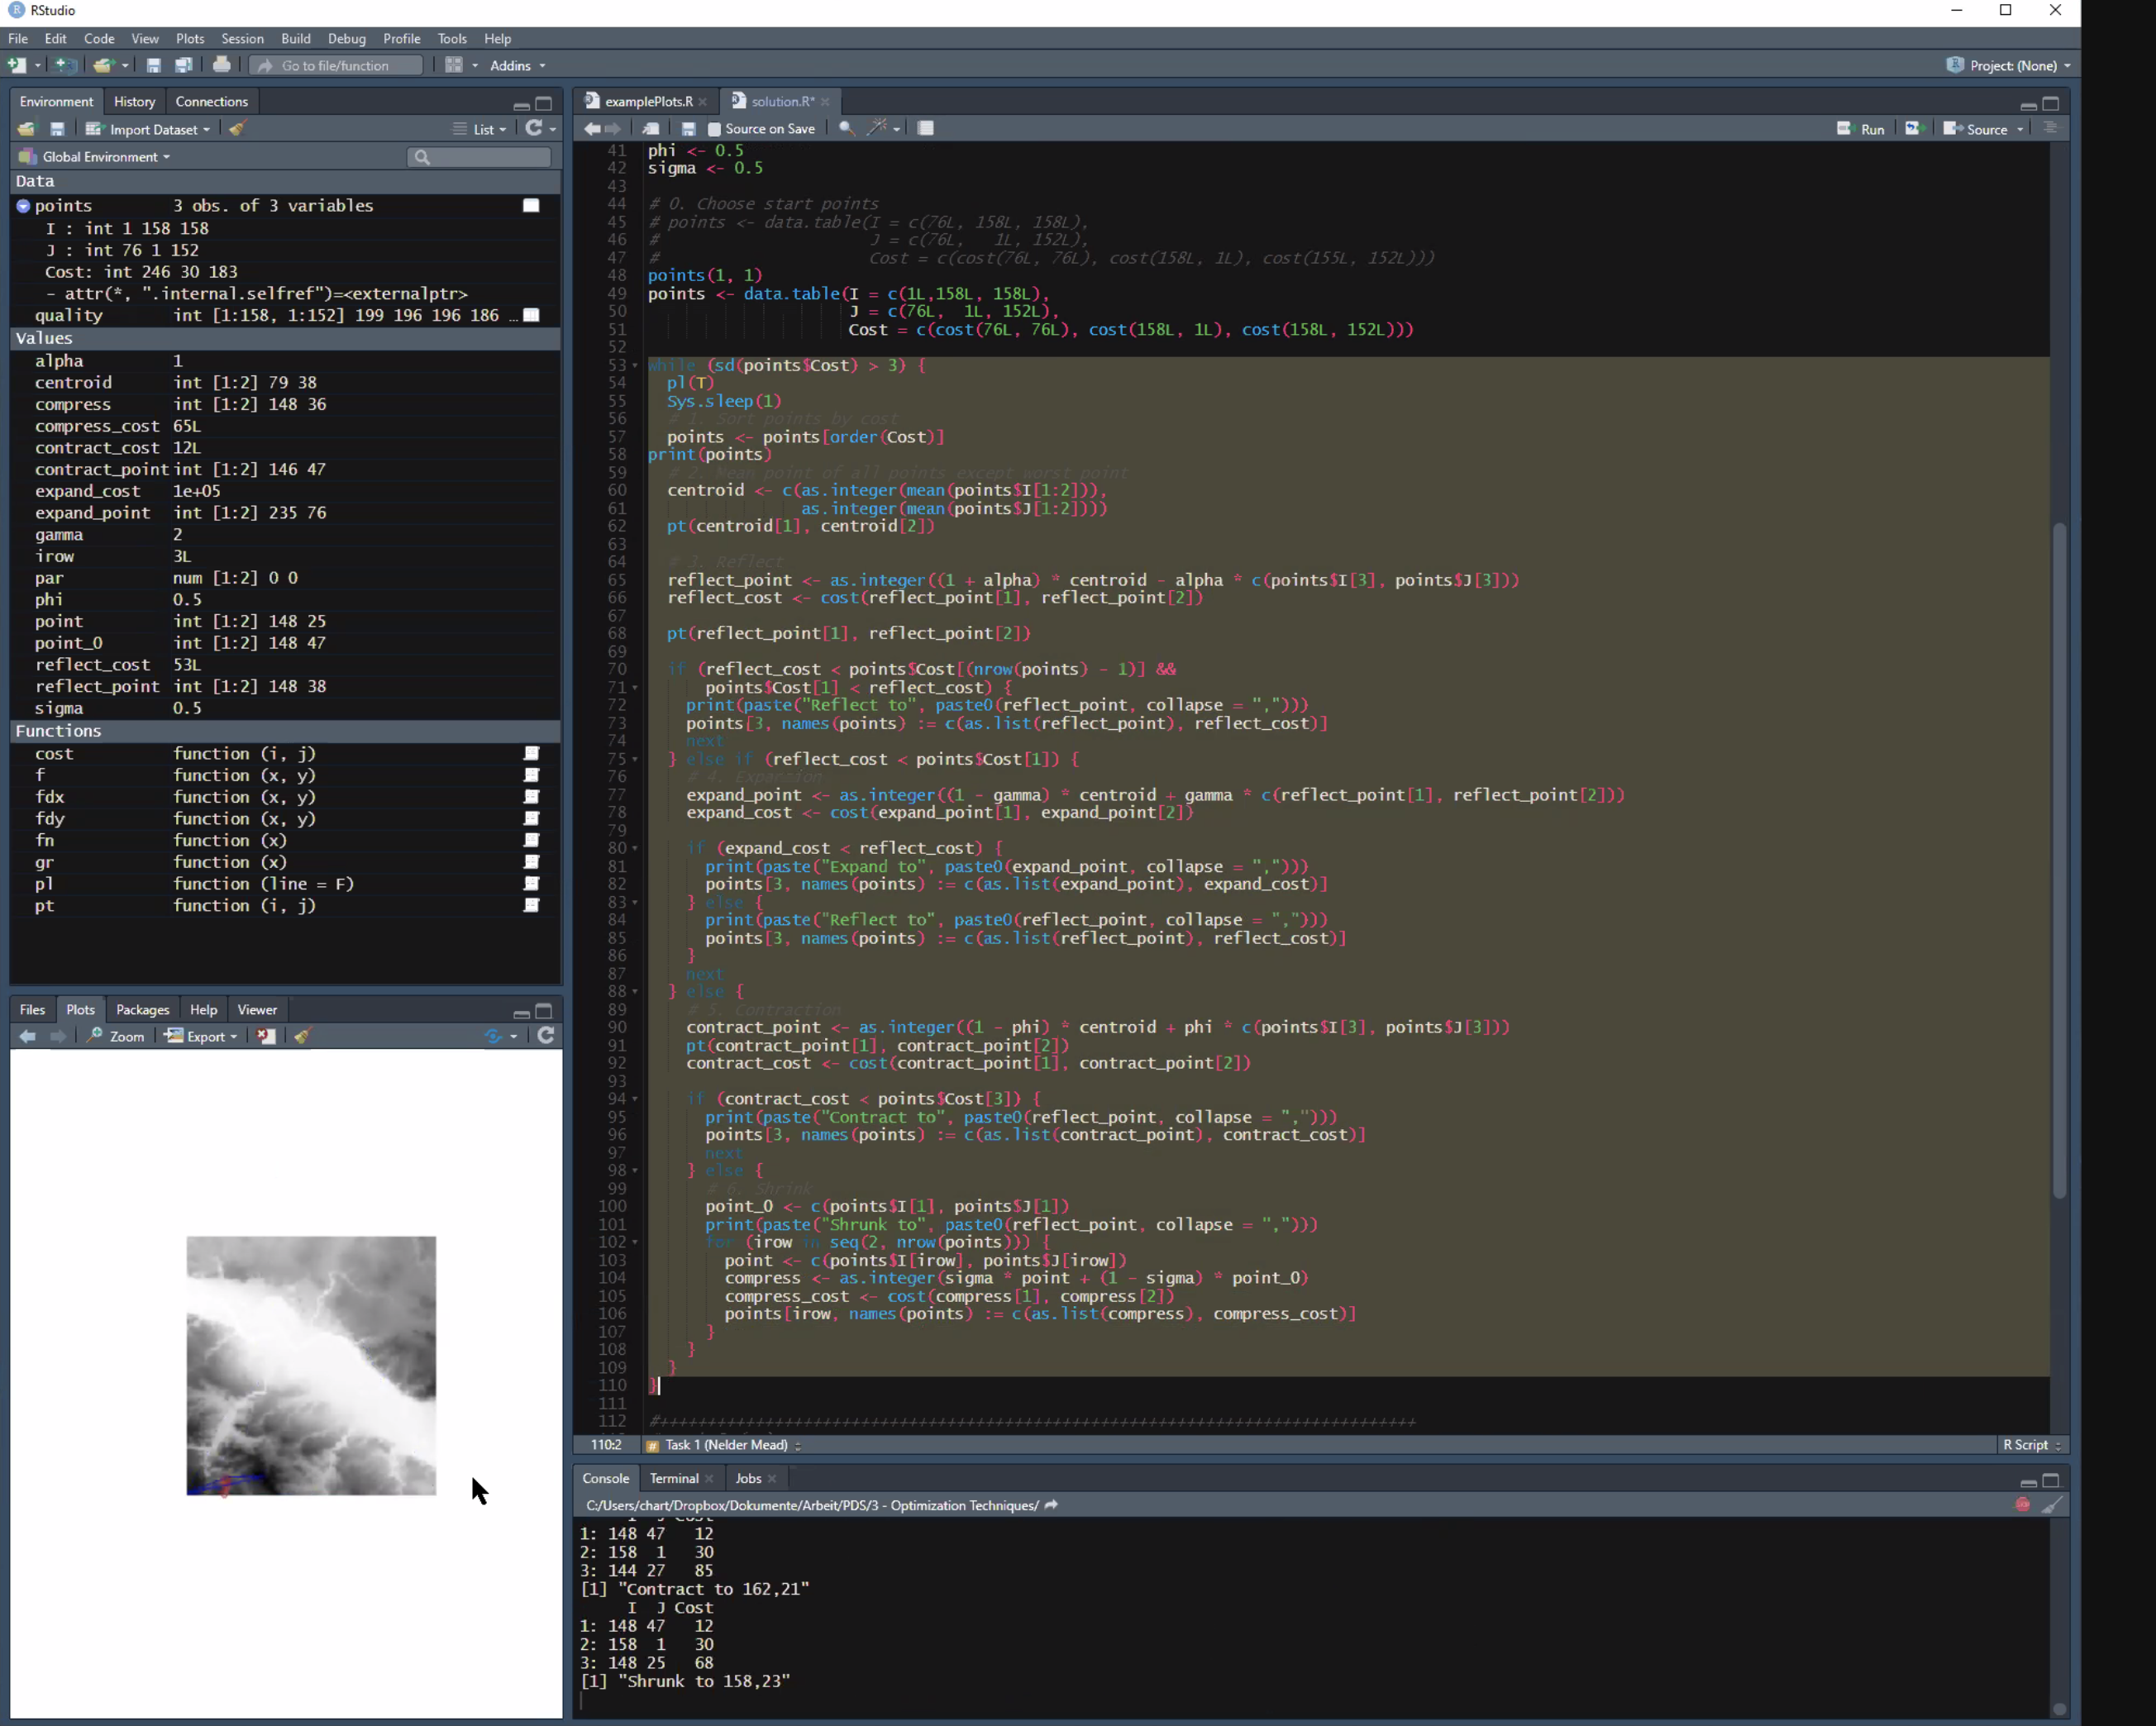 RStudio
File Edit Code View Plots Session Build Debug Profile Tools Help
Go to file/function Addins Project: (None)
Environment History Connections
Import Dataset List
Global Environment
Data
points 3 obs. of 3 variables
I : int 1 158 158
J : int 76 1 152
Cost: int 246 30 183
- attr(*, ".internal.selfref")=<externalptr>
quality int [1:158, 1:152] 199 196 196 186 ...
Values
alpha 1
centroid int [1:2] 79 38
compress int [1:2] 148 36
compress_cost 65L
contract_cost 12L
contract_point int [1:2] 146 47
expand_cost 1e+05
expand_point int [1:2] 235 76
gamma 2
irow 3L
par num [1:2] 0 0
phi 0.5
point int [1:2] 148 25
point_0 int [1:2] 148 47
reflect_cost 53L
reflect_point int [1:2] 148 38
sigma 0.5
Functions
cost function (i, j)
f function (x, y)
fdx function (x, y)
fdy function (x, y)
fn function (x)
gr function (x)
pl function (line = F)
pt function (i, j)
Files Plots Packages Help Viewer
Zoom Export
examplePlots.R solution.R*
Source on Save Run Source
41 phi <- 0.5
42 sigma <- 0.5
43
44 # 0. Choose start points
45 # points <- data.table(I = c(76L, 158L, 158L),
46 # J = c(76L, 1L, 152L),
47 # Cost = c(cost(76L, 76L), cost(158L, 1L), cost(155L, 152L)))
48 points(1, 1)
49 points <- data.table(I = c(1L,158L, 158L),
50 J = c(76L, 1L, 152L),
51 Cost = c(cost(76L, 76L), cost(158L, 1L), cost(158L, 152L)))
52
53 while (sd(points$Cost) > 3) {
54 pl(T)
55 Sys.sleep(1)
56 # 1. Sort points by cost
57 points <- points[order(Cost)]
58 print(points)
59 # 2. Mean point of all points except worst point
60 centroid <- c(as.integer(mean(points$I[1:2])),
61 as.integer(mean(points$J[1:2])))
62 pt(centroid[1], centroid[2])
63
64 # 3. Reflect
65 reflect_point <- as.integer((1 + alpha) * centroid - alpha * c(points$I[3], points$J[3]))
66 reflect_cost <- cost(reflect_point[1], reflect_point[2])
67
68 pt(reflect_point[1], reflect_point[2])
69
70 if (reflect_cost < points$Cost[(nrow(points) - 1)] &&
71 points$Cost[1] < reflect_cost) {
72 print(paste("Reflect to", paste0(reflect_point, collapse = ",")))
73 points[3, names(points) := c(as.list(reflect_point), reflect_cost)]
74 next
75 } else if (reflect_cost < points$Cost[1]) {
76 # 4. Expansion
77 expand_point <- as.integer((1 - gamma) * centroid + gamma * c(reflect_point[1], reflect_point[2]))
78 expand_cost <- cost(expand_point[1], expand_point[2])
79
80 if (expand_cost < reflect_cost) {
81 print(paste("Expand to", paste0(expand_point, collapse = ",")))
82 points[3, names(points) := c(as.list(expand_point), expand_cost)]
83 } else {
84 print(paste("Reflect to", paste0(reflect_point, collapse = ",")))
85 points[3, names(points) := c(as.list(reflect_point), reflect_cost)]
86 }
87 next
88 } else {
89 # 5. Contraction
90 contract_point <- as.integer((1 - phi) * centroid + phi * c(points$I[3], points$J[3]))
91 pt(contract_point[1], contract_point[2])
92 contract_cost <- cost(contract_point[1], contract_point[2])
93
94 if (contract_cost < points$Cost[3]) {
95 print(paste("Contract to", paste0(reflect_point, collapse = ",")))
96 points[3, names(points) := c(as.list(contract_point), contract_cost)]
97 next
98 } else {
99 # 6. Shrink
100 point_0 <- c(points$I[1], points$J[1])
101 print(paste("Shrunk to", paste0(reflect_point, collapse = ",")))
102 for (irow in seq(2, nrow(points))) {
103 point <- c(points$I[irow], points$J[irow])
104 compress <- as.integer(sigma * point + (1 - sigma) * point_0)
105 compress_cost <- cost(compress[1], compress[2])
106 points[irow, names(points) := c(as.list(compress), compress_cost)]
107 }
108 }
109 }
110 }
111
112
110:2 # Task 1 (Nelder Mead) R Script
Console Terminal Jobs
C:/Users/chart/Dropbox/Dokumente/Arbeit/PDS/3 - Optimization Techniques/
1: 148 47 12
2: 158 1 30
3: 144 27 85
[1] "Contract to 162,21"
I J Cost
1: 148 47 12
2: 158 1 30
3: 148 25 68
[1] "Shrunk to 158,23"